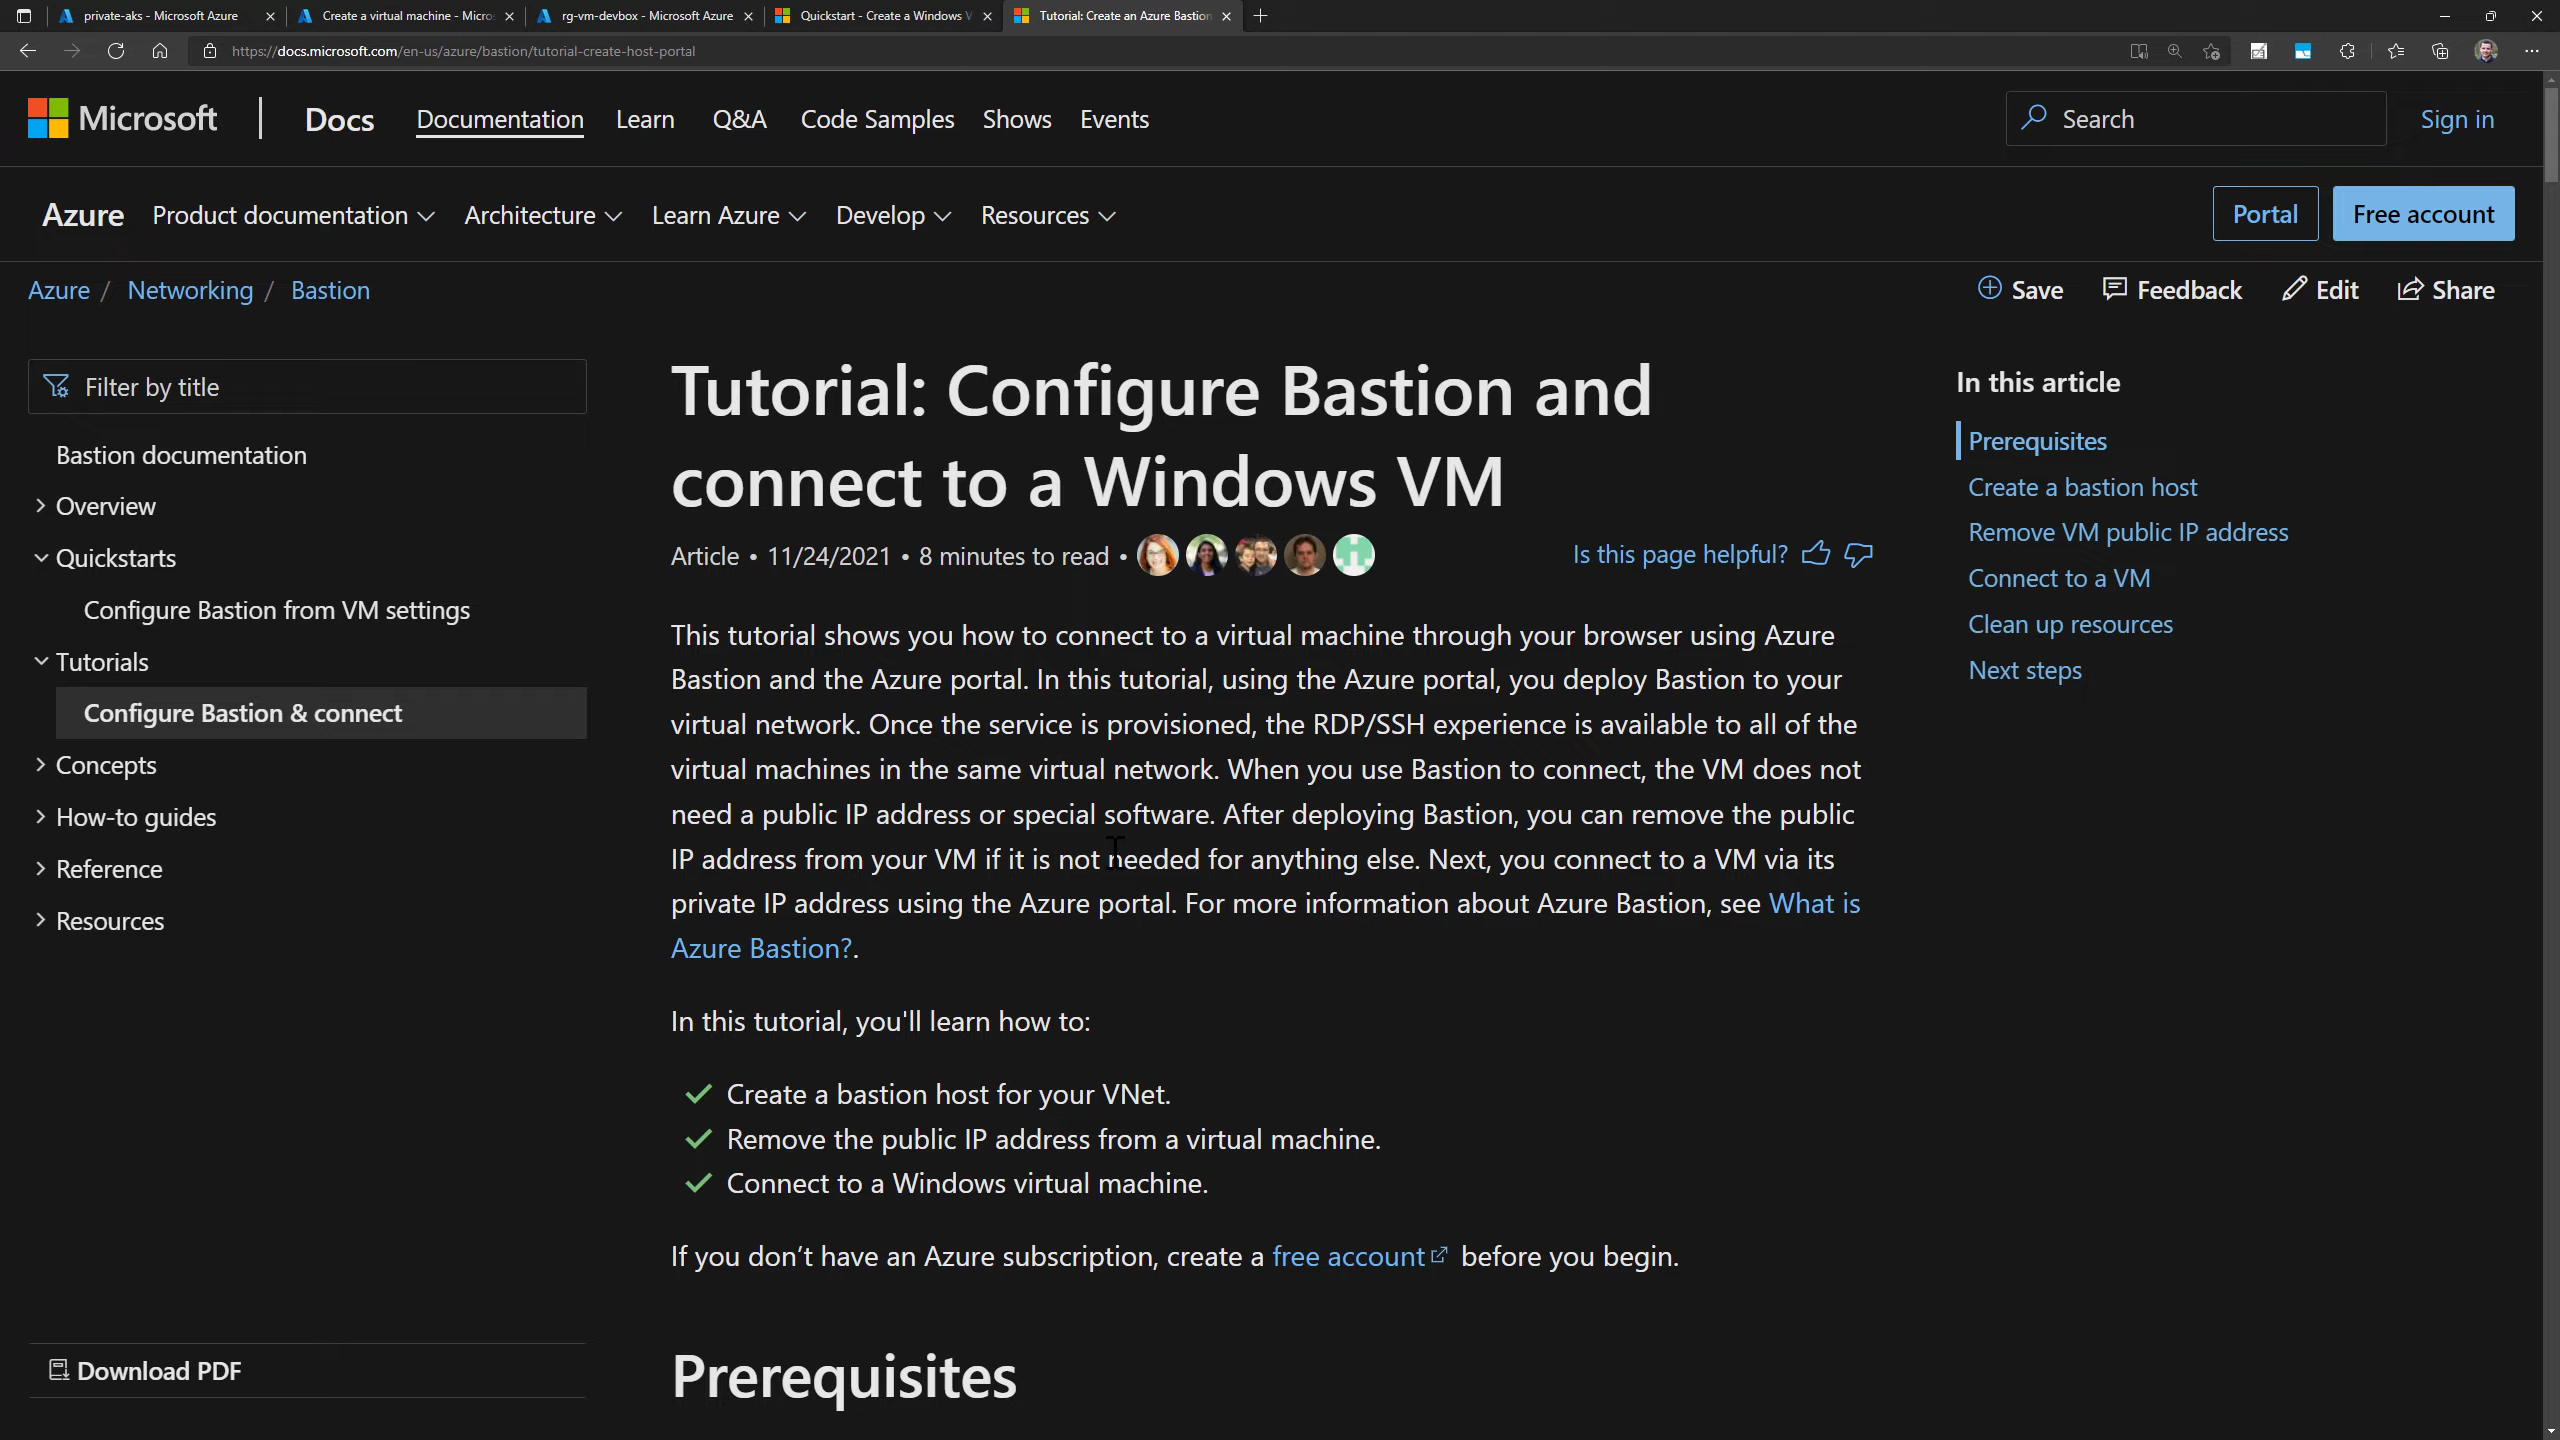 private-aks - Microsoft Azure
Create a virtual machine - Micros
rg-vm-devbox - Microsoft Azure
Quickstart - Create a Windows V
Tutorial: Create an Azure Bastion
https://docs.microsoft.com/en-us/azure/bastion/tutorial-create-host-portal
Microsoft
Docs
Documentation
Learn
Q&A
Code Samples
Shows
Events
Search
Sign in
Azure
Product documentation
Architecture
Learn Azure
Develop
Resources
Portal
Free account
Azure / Networking / Bastion
Save
Feedback
Edit
Share
Filter by title
Bastion documentation
Overview
Quickstarts
Configure Bastion from VM settings
Tutorials
Configure Bastion & connect
Concepts
How-to guides
Reference
Resources
Download PDF
Tutorial: Configure Bastion and
connect to a Windows VM
Article • 11/24/2021 • 8 minutes to read •
Is this page helpful?
This tutorial shows you how to connect to a virtual machine through your browser using Azure
Bastion and the Azure portal. In this tutorial, using the Azure portal, you deploy Bastion to your
virtual network. Once the service is provisioned, the RDP/SSH experience is available to all of the
virtual machines in the same virtual network. When you use Bastion to connect, the VM does not
need a public IP address or special software. After deploying Bastion, you can remove the public
IP address from your VM if it is not needed for anything else. Next, you connect to a VM via its
private IP address using the Azure portal. For more information about Azure Bastion, see What is
Azure Bastion?.
In this tutorial, you'll learn how to:
Create a bastion host for your VNet.
Remove the public IP address from a virtual machine.
Connect to a Windows virtual machine.
If you don’t have an Azure subscription, create a free account before you begin.
Prerequisites
In this article
Prerequisites
Create a bastion host
Remove VM public IP address
Connect to a VM
Clean up resources
Next steps